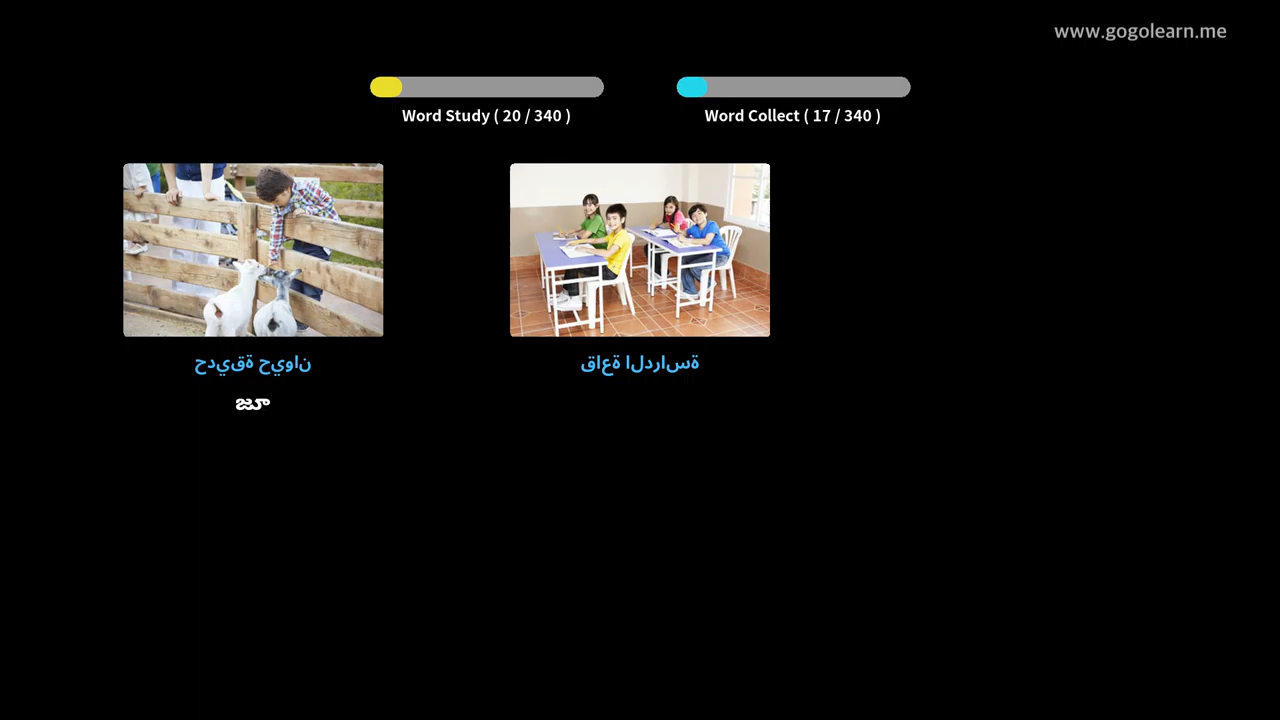 www.gogolearn.me
Word Study ( 20 / 340 )
Word Collect ( 17 / 340 )
حديقة حيوان
قاعة الدراسة
జూ